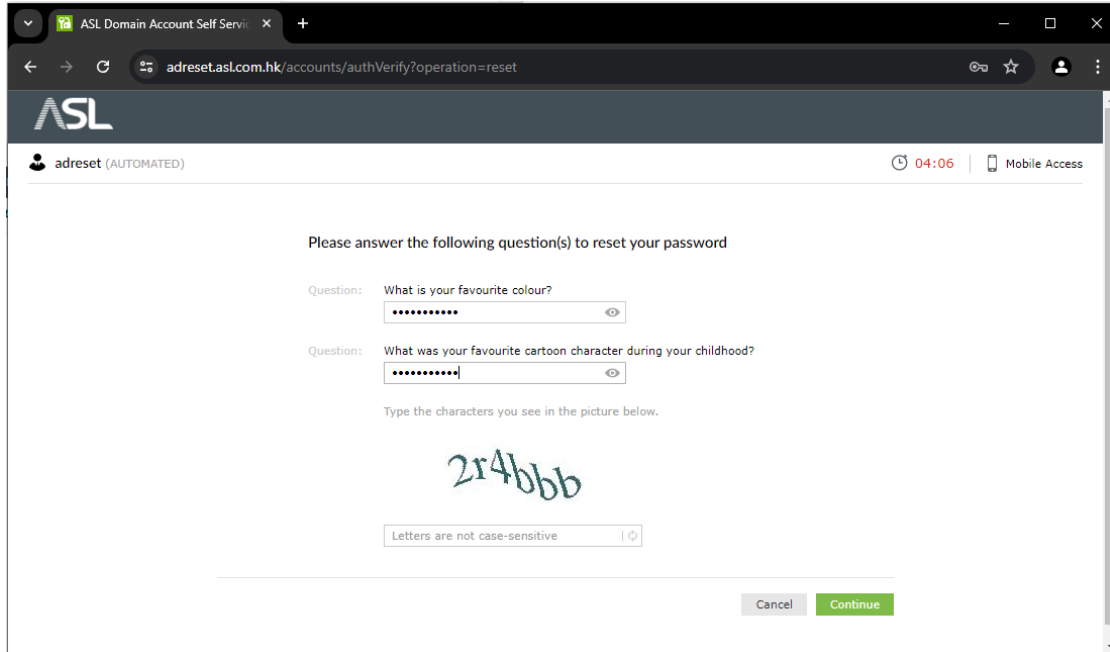 ASL Domain Account Self Servic
adreset.asl.com.hk/accounts/authVerify?operation=reset
ASL
adreset (AUTOMATED)
04:06
Mobile Access
Please answer the following question(s) to reset your password
Question: What is your favourite colour?
•••••••••••
Question: What was your favourite cartoon character during your childhood?
•••••••••••
Type the characters you see in the picture below.
2r4bbb
Letters are not case-sensitive
Cancel Continue